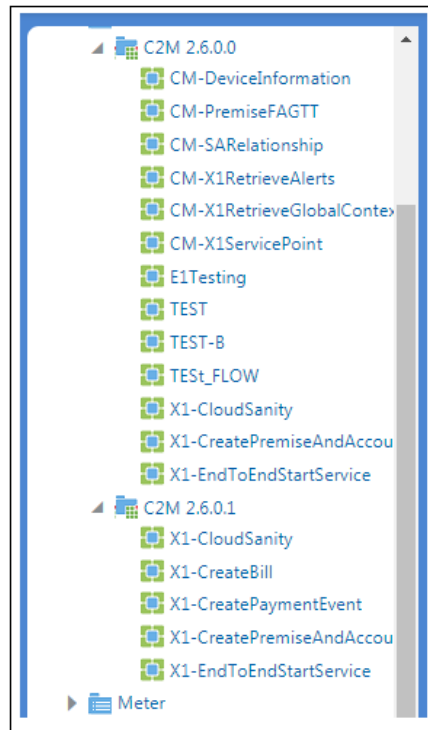 C2M 2.6.0.0
CM-DeviceInformation
CM-PremiseFAGTT
CM-SARelationship
CM-X1RetrieveAlerts
CM-X1RetrieveGlobalContex
CM-X1ServicePoint
E1Testing
TEST
TEST-B
TESt_FLOW
X1-CloudSanity
X1-CreatePremiseAndAccou
X1-EndToEndStartService
C2M 2.6.0.1
X1-CloudSanity
X1-CreateBill
X1-CreatePaymentEvent
X1-CreatePremiseAndAccou
X1-EndToEndStartService
Meter